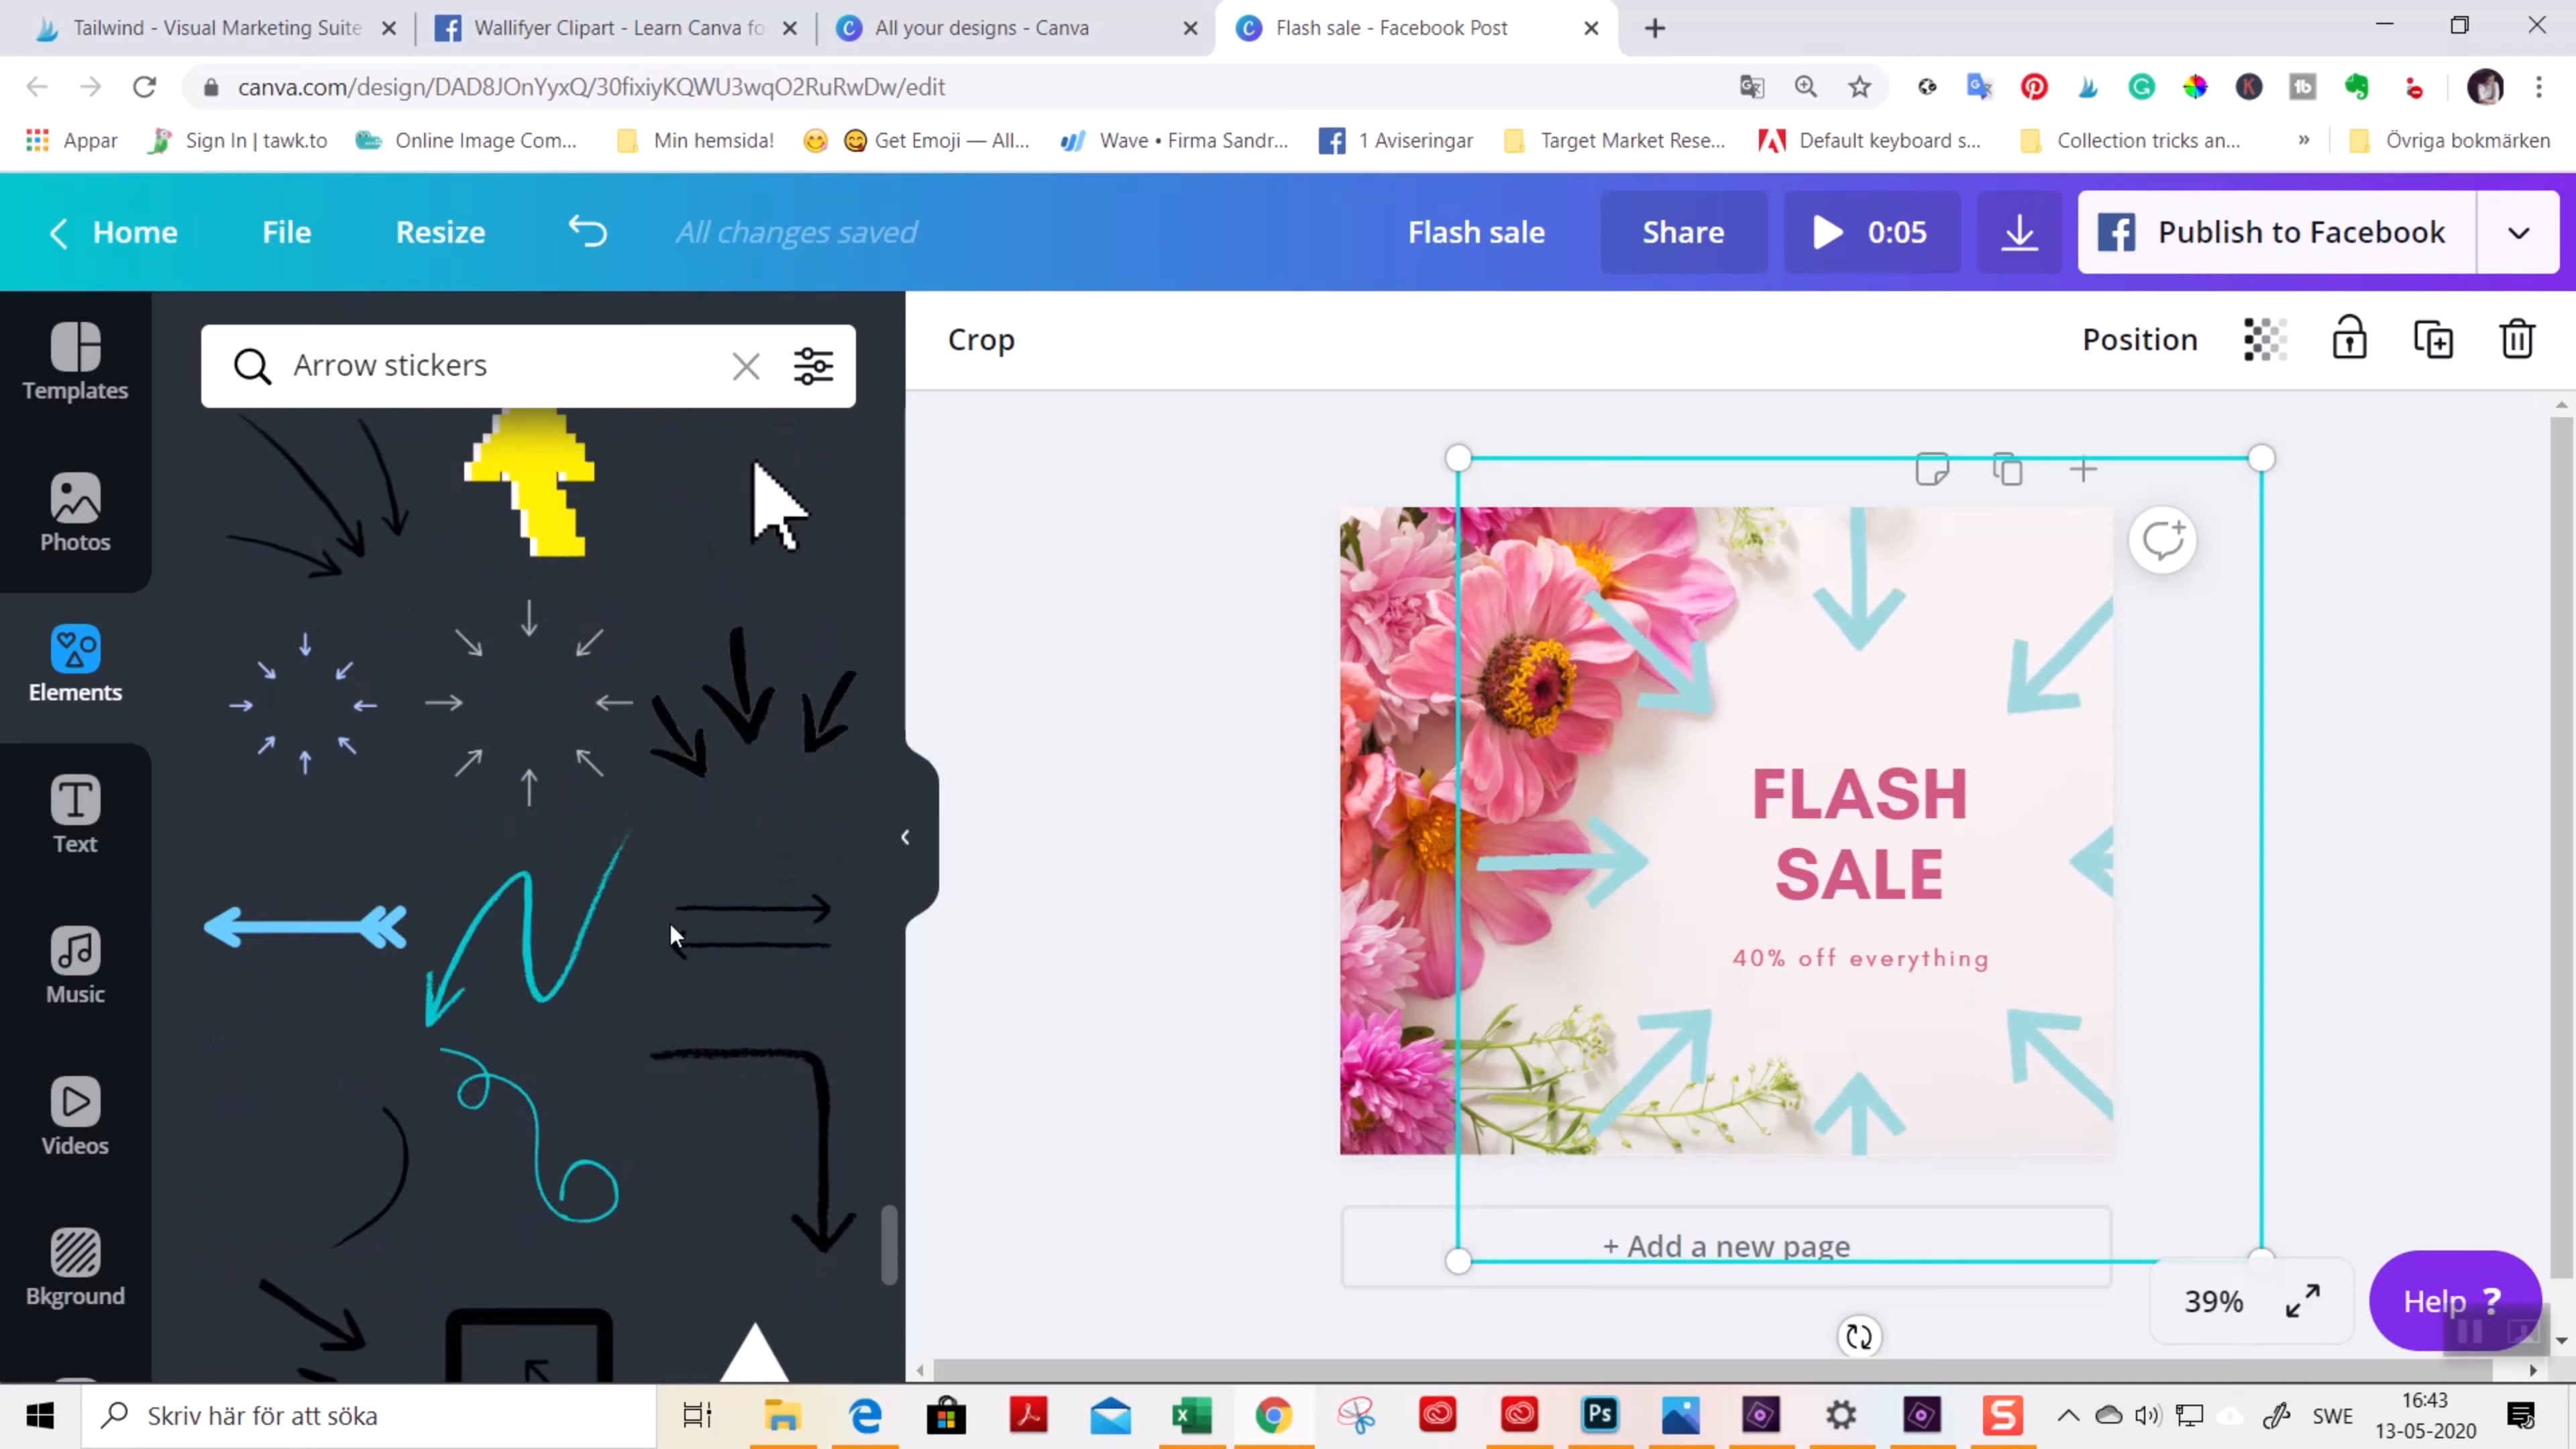 Tailwind - Visual Marketing Suite
Wallifyer Clipart - Learn Canva fo
All your designs - Canva
Flash sale - Facebook Post
canva.com/design/DAD8JOnYyxQ/30fixiyKQWU3wqO2RuRwDw/edit
Appar
Sign In | tawk.to
Online Image Com...
Min hemsida!
Get Emoji — All...
Wave • Firma Sandr...
1 Aviseringar
Target Market Rese...
Default keyboard s...
Collection tricks an...
»
Övriga bokmärken
Home
File
Resize
All changes saved
Flash sale
Share
0:05
Publish to Facebook
Templates
Photos
Elements
Text
Music
Videos
Bkground
Arrow stickers
Crop
Position
FLASH
SALE
40% off everything
+ Add a new page
39%
Help ?
Skriv här för att söka
Ps
SWE
16:43
13-05-2020